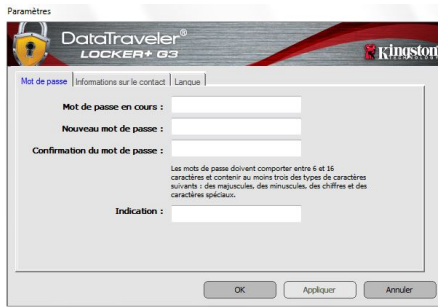 Paramètres
DataTraveler®
LOCKER+ G3
Kingston
TECHNOLOGY
Mot de passe
Informations sur le contact
Langue
Mot de passe en cours :
Nouveau mot de passe :
Confirmation du mot de passe :
Les mots de passe doivent comporter entre 6 et 16
caractères et contenir au moins trois des types de caractères
suivants : des majuscules, des minuscules, des chiffres et des
caractères spéciaux.
Indication :
OK
Appliquer
Annuler